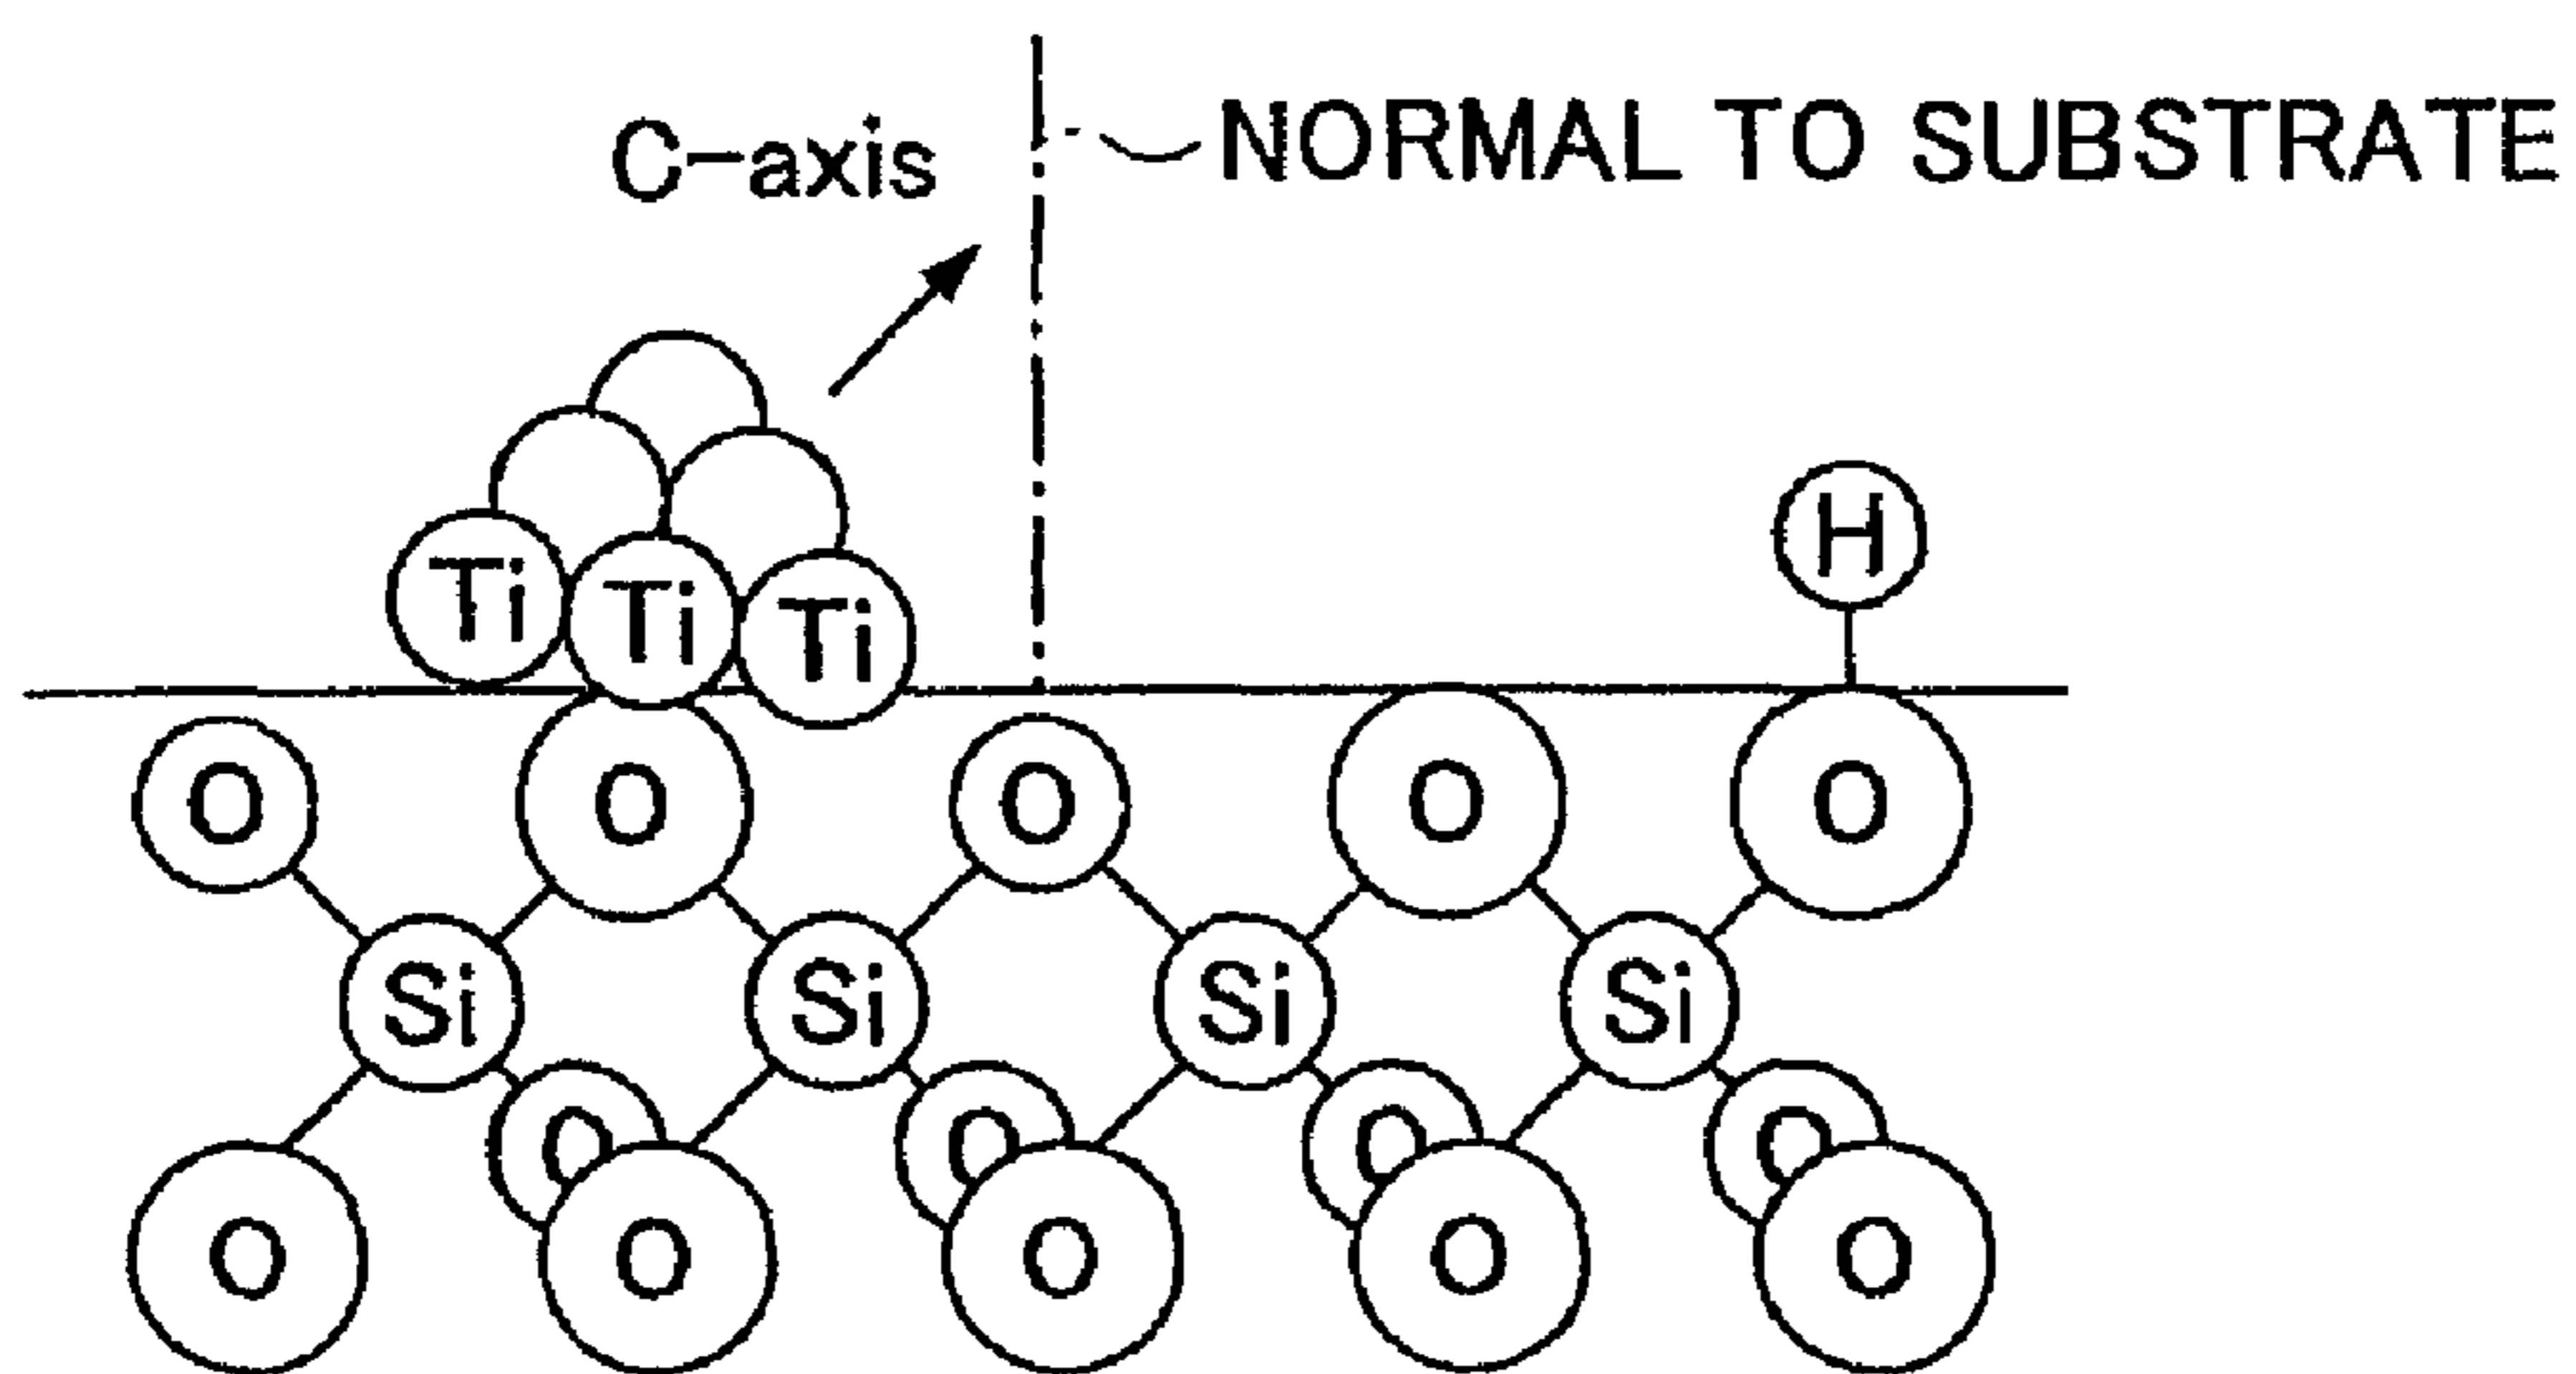 C-axis
NORMAL TO SUBSTRATE
H
Ti Ti Ti
O O O O O
Si Si Si Si
O O O O
O O O O O